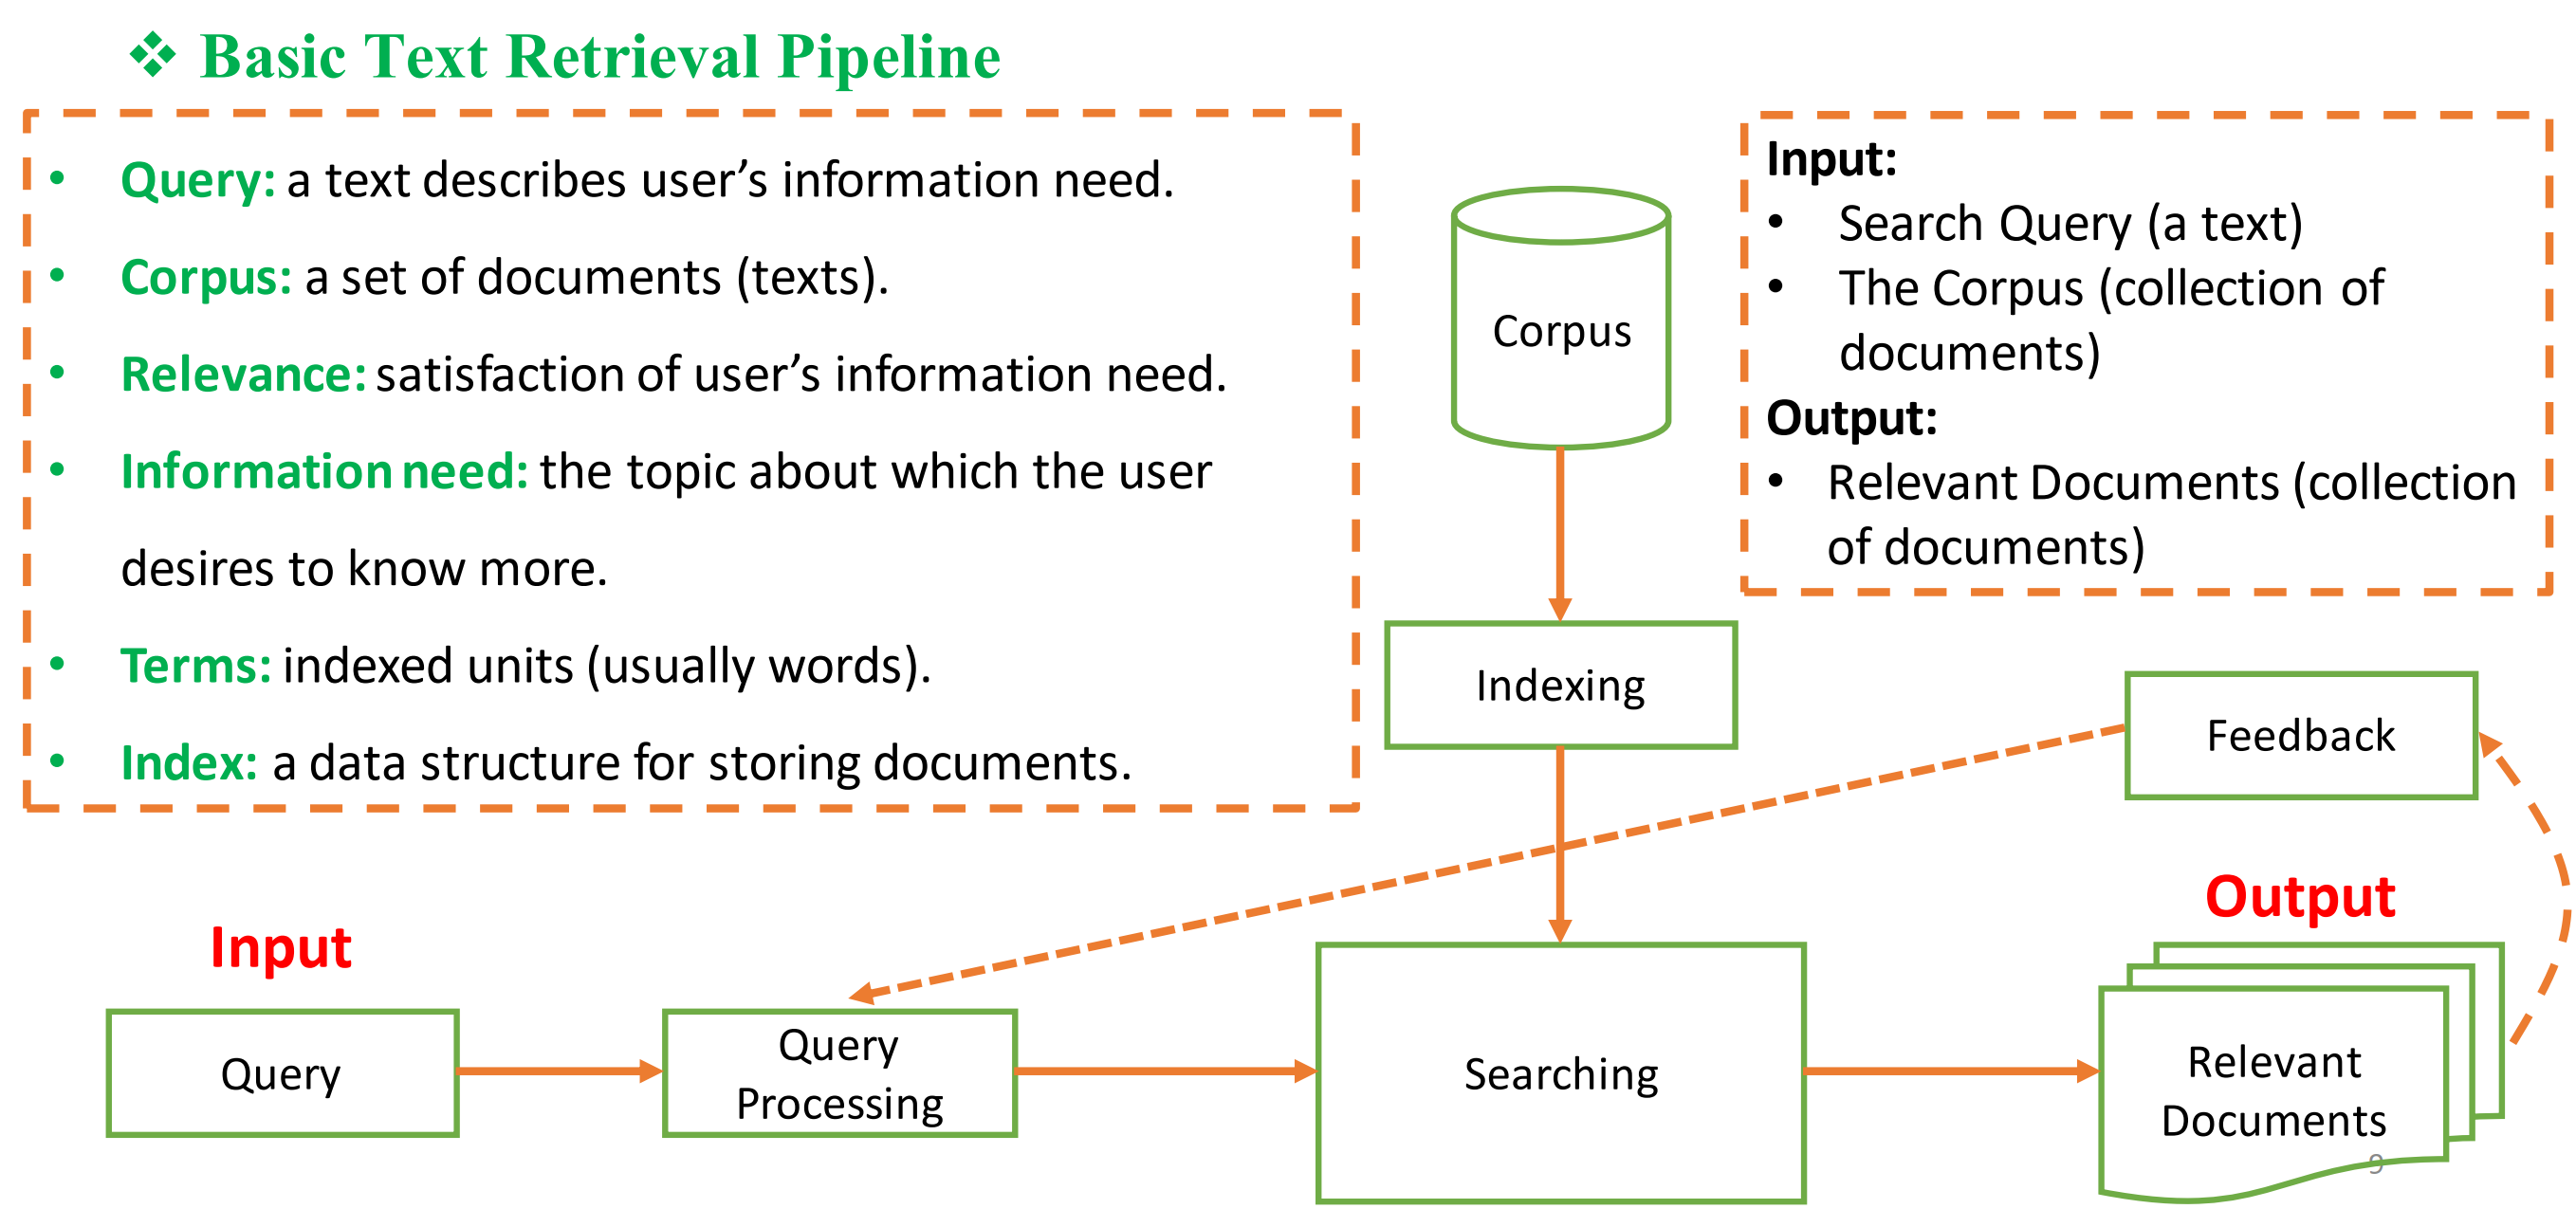 ❖ Basic Text Retrieval Pipeline
• Query: a text describes user’s information need.
• Corpus: a set of documents (texts).
• Relevance: satisfaction of user’s information need.
• Information need: the topic about which the user
desires to know more.
• Terms: indexed units (usually words).
• Index: a data structure for storing documents.
Input:
• Search Query (a text)
• The Corpus (collection of
documents)
Output:
• Relevant Documents (collection
of documents)
Corpus
Indexing
Feedback
Input
Output
Query
Query
Processing
Searching
Relevant
Documents
9